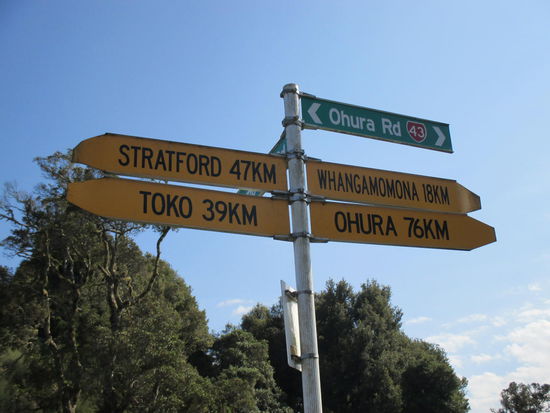 Ohura Rd 43
STRATFORD 47KM
WHANGAMOMONA 18KM
TOKO 39KM
OHURA 76KM